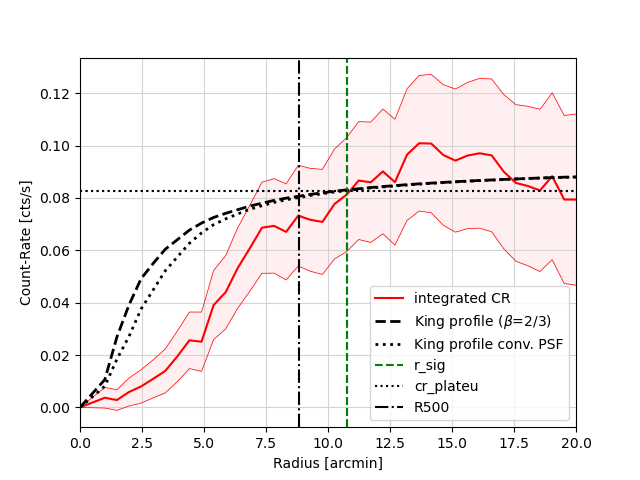 0.12
0.10
0.08
0.06
0.04
0.02
0.00
Count-Rate [cts/s]
integrated CR
King profile (β=2/3)
King profile conv. PSF
r_sig
cr_plateu
R500
0.0 2.5 5.0 7.5 10.0 12.5 15.0 17.5 20.0
Radius [arcmin]